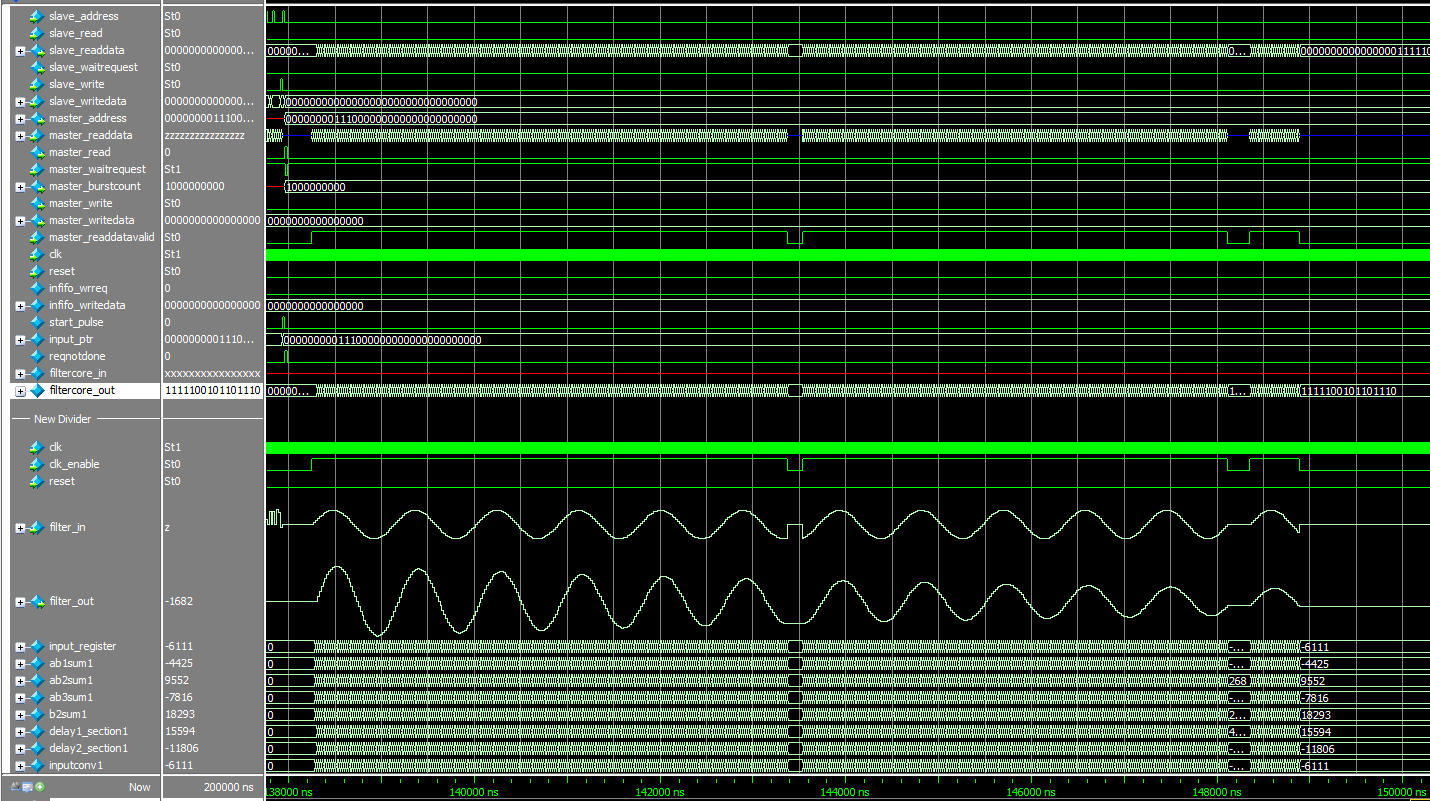 slave_address St0
slave_read St0
slave_readdata 0000000000000... 00000... 0... 000000000000000001111110
slave_waitrequest St0
slave_write St0
slave_writedata 0000000000000... 00000000000000000000000000000000
master_address 0000000011100... 00000000111000000000000000000000
master_readdata zzzzzzzzzzzzzzzz
master_read 0
master_waitrequest St1
master_burstcount 1000000000 1000000000
master_write St0
master_writedata 0000000000000000 0000000000000000
master_readdatavalid St0
clk St1
reset St0
infifo_wrreq 0
infifo_writedata 0000000000000000 0000000000000000
start_pulse 0
input_ptr 0000000001110... 00000000011100000000000000000000
reqnotdone 0
filtercore_in xxxxxxxxxxxxxxxx
filtercore_out 1111100101101110 00000... 1... 1111100101101110
New Divider
clk St1
clk_enable St0
reset St0
filter_in z
filter_out -1682
input_register -6111 0 -... -6111
ab1sum1 -4425 0 -... -4425
ab2sum1 9552 0 268 9552
ab3sum1 -7816 0 -... -7816
b2sum1 18293 0 2... 18293
delay1_section1 15594 0 4... 15594
delay2_section1 -11806 0 -... -11806
inputconv1 -6111 0 -... -6111
Now 200000 ns 138000 ns 140000 ns 142000 ns 144000 ns 146000 ns 148000 ns 150000 ns